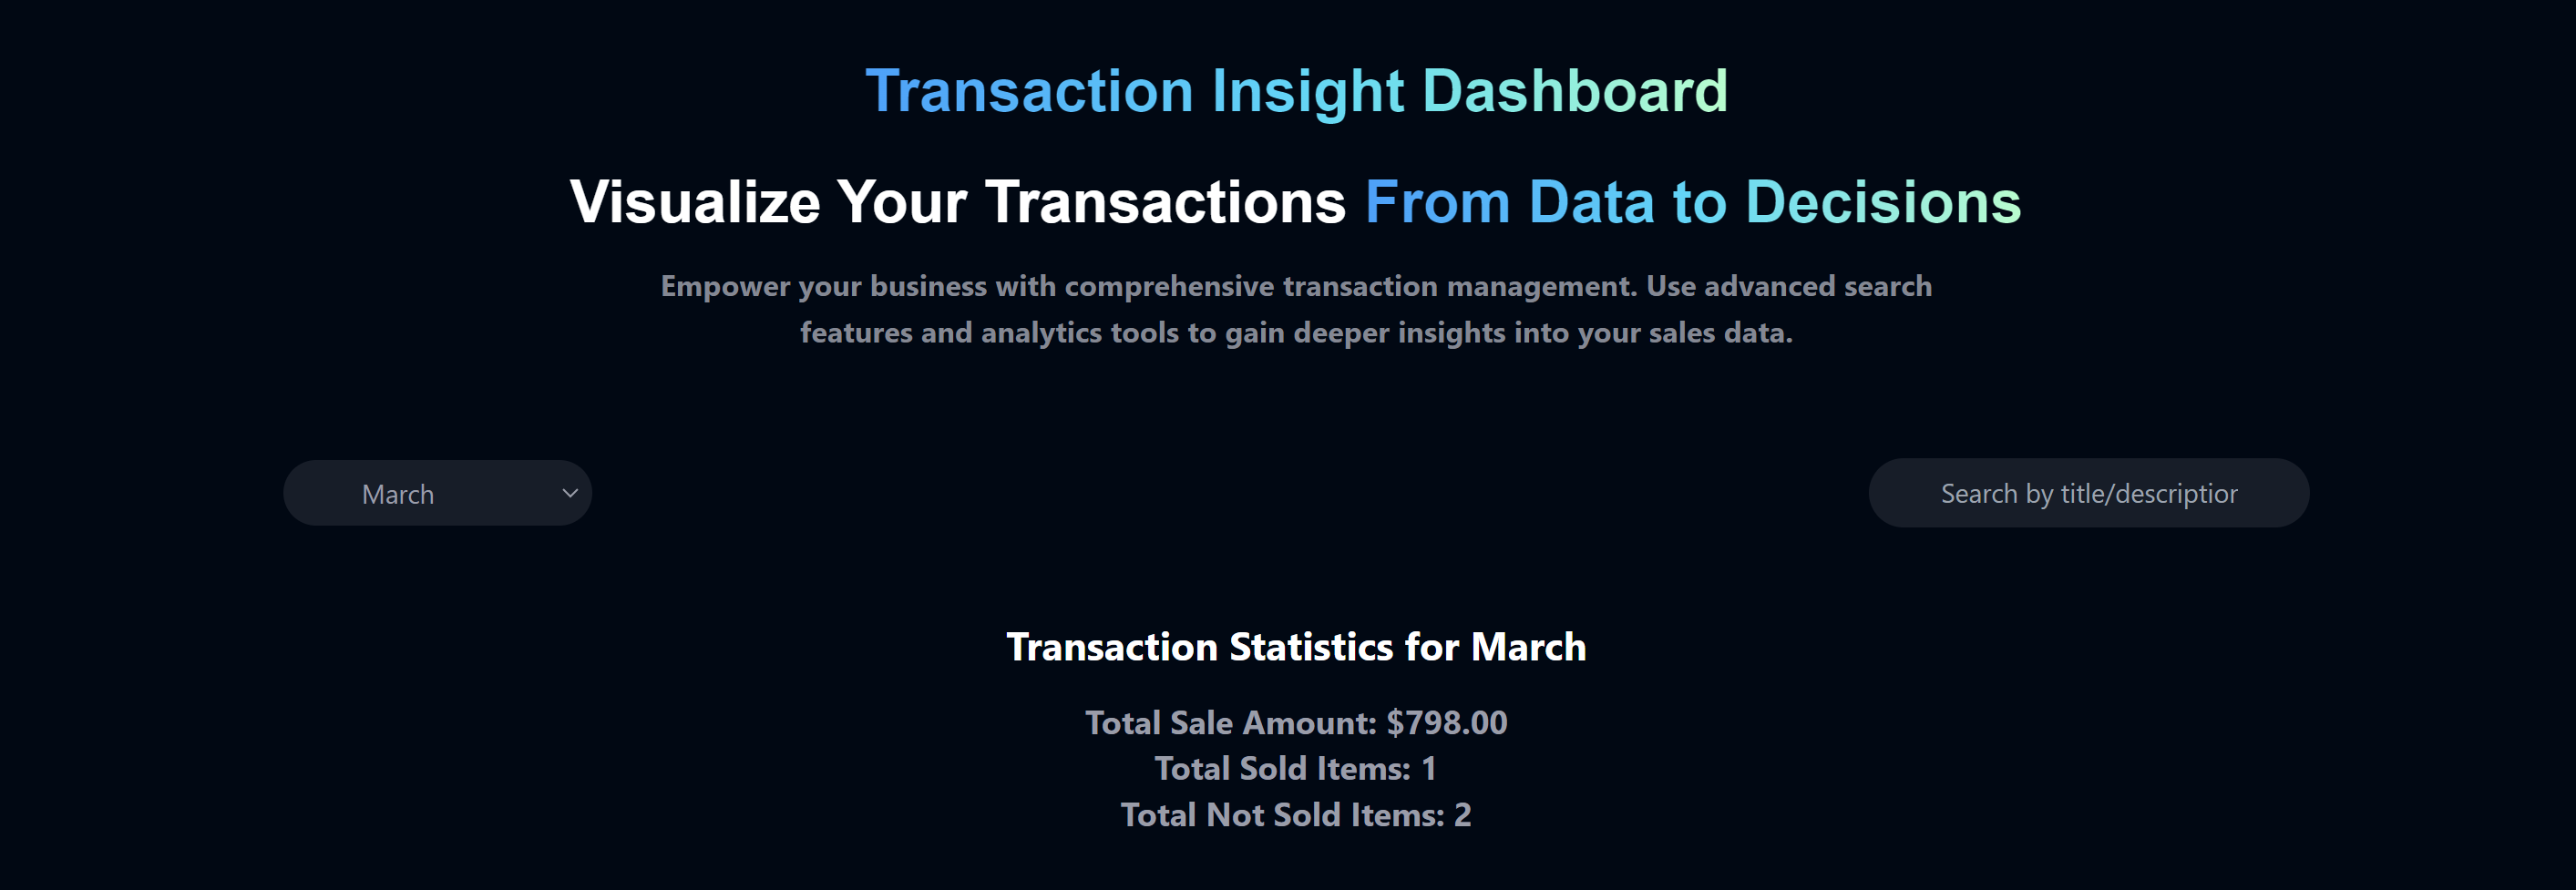 Transaction Insight Dashboard
Visualize Your Transactions From Data to Decisions
Empower your business with comprehensive transaction management. Use advanced search
features and analytics tools to gain deeper insights into your sales data.
March
Search by title/descriptior
Transaction Statistics for March
Total Sale Amount: $798.00
Total Sold Items: 1
Total Not Sold Items: 2